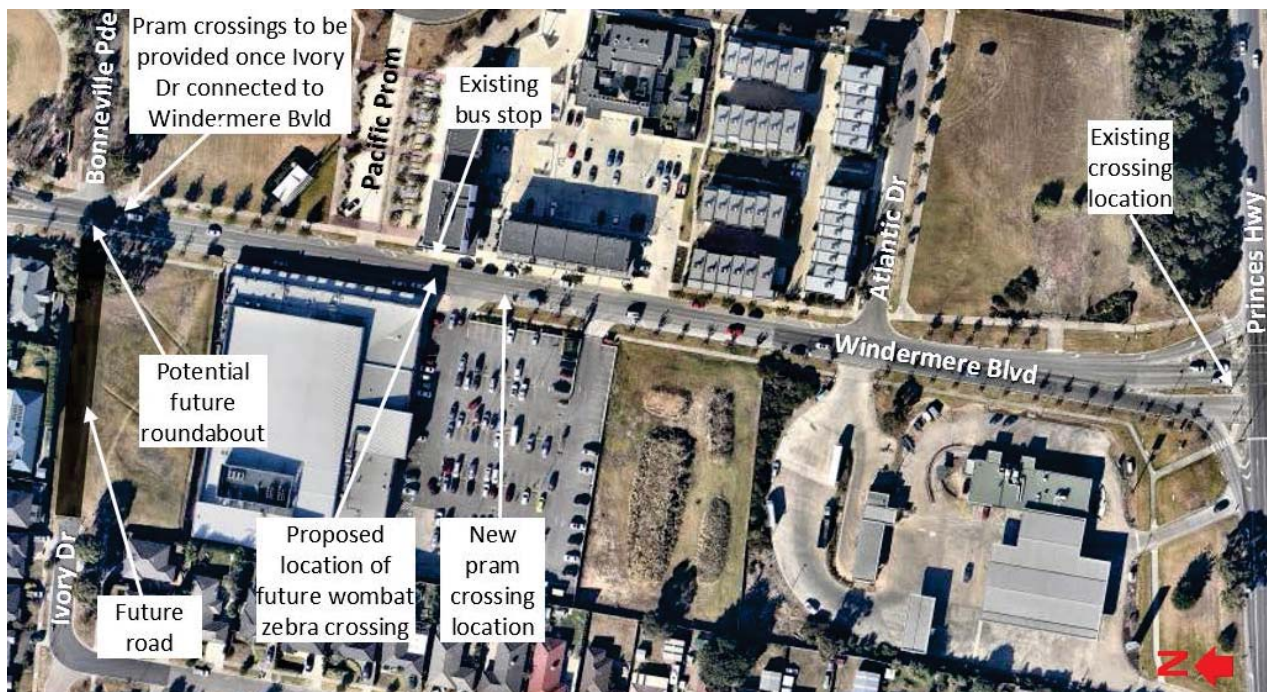 Pram crossings to be
provided once Ivory
Dr connected to
Windermere Bvld
Bonneville Pde
Pacific Prom
Existing
bus stop
Existing
crossing
location
Atlantic Dr
Princes Hwy
Windermere Blvd
Potential
future
roundabout
Proposed
location of
future wombat
zebra crossing
New
pram
crossing
location
Ivory Dr
Future
road
N